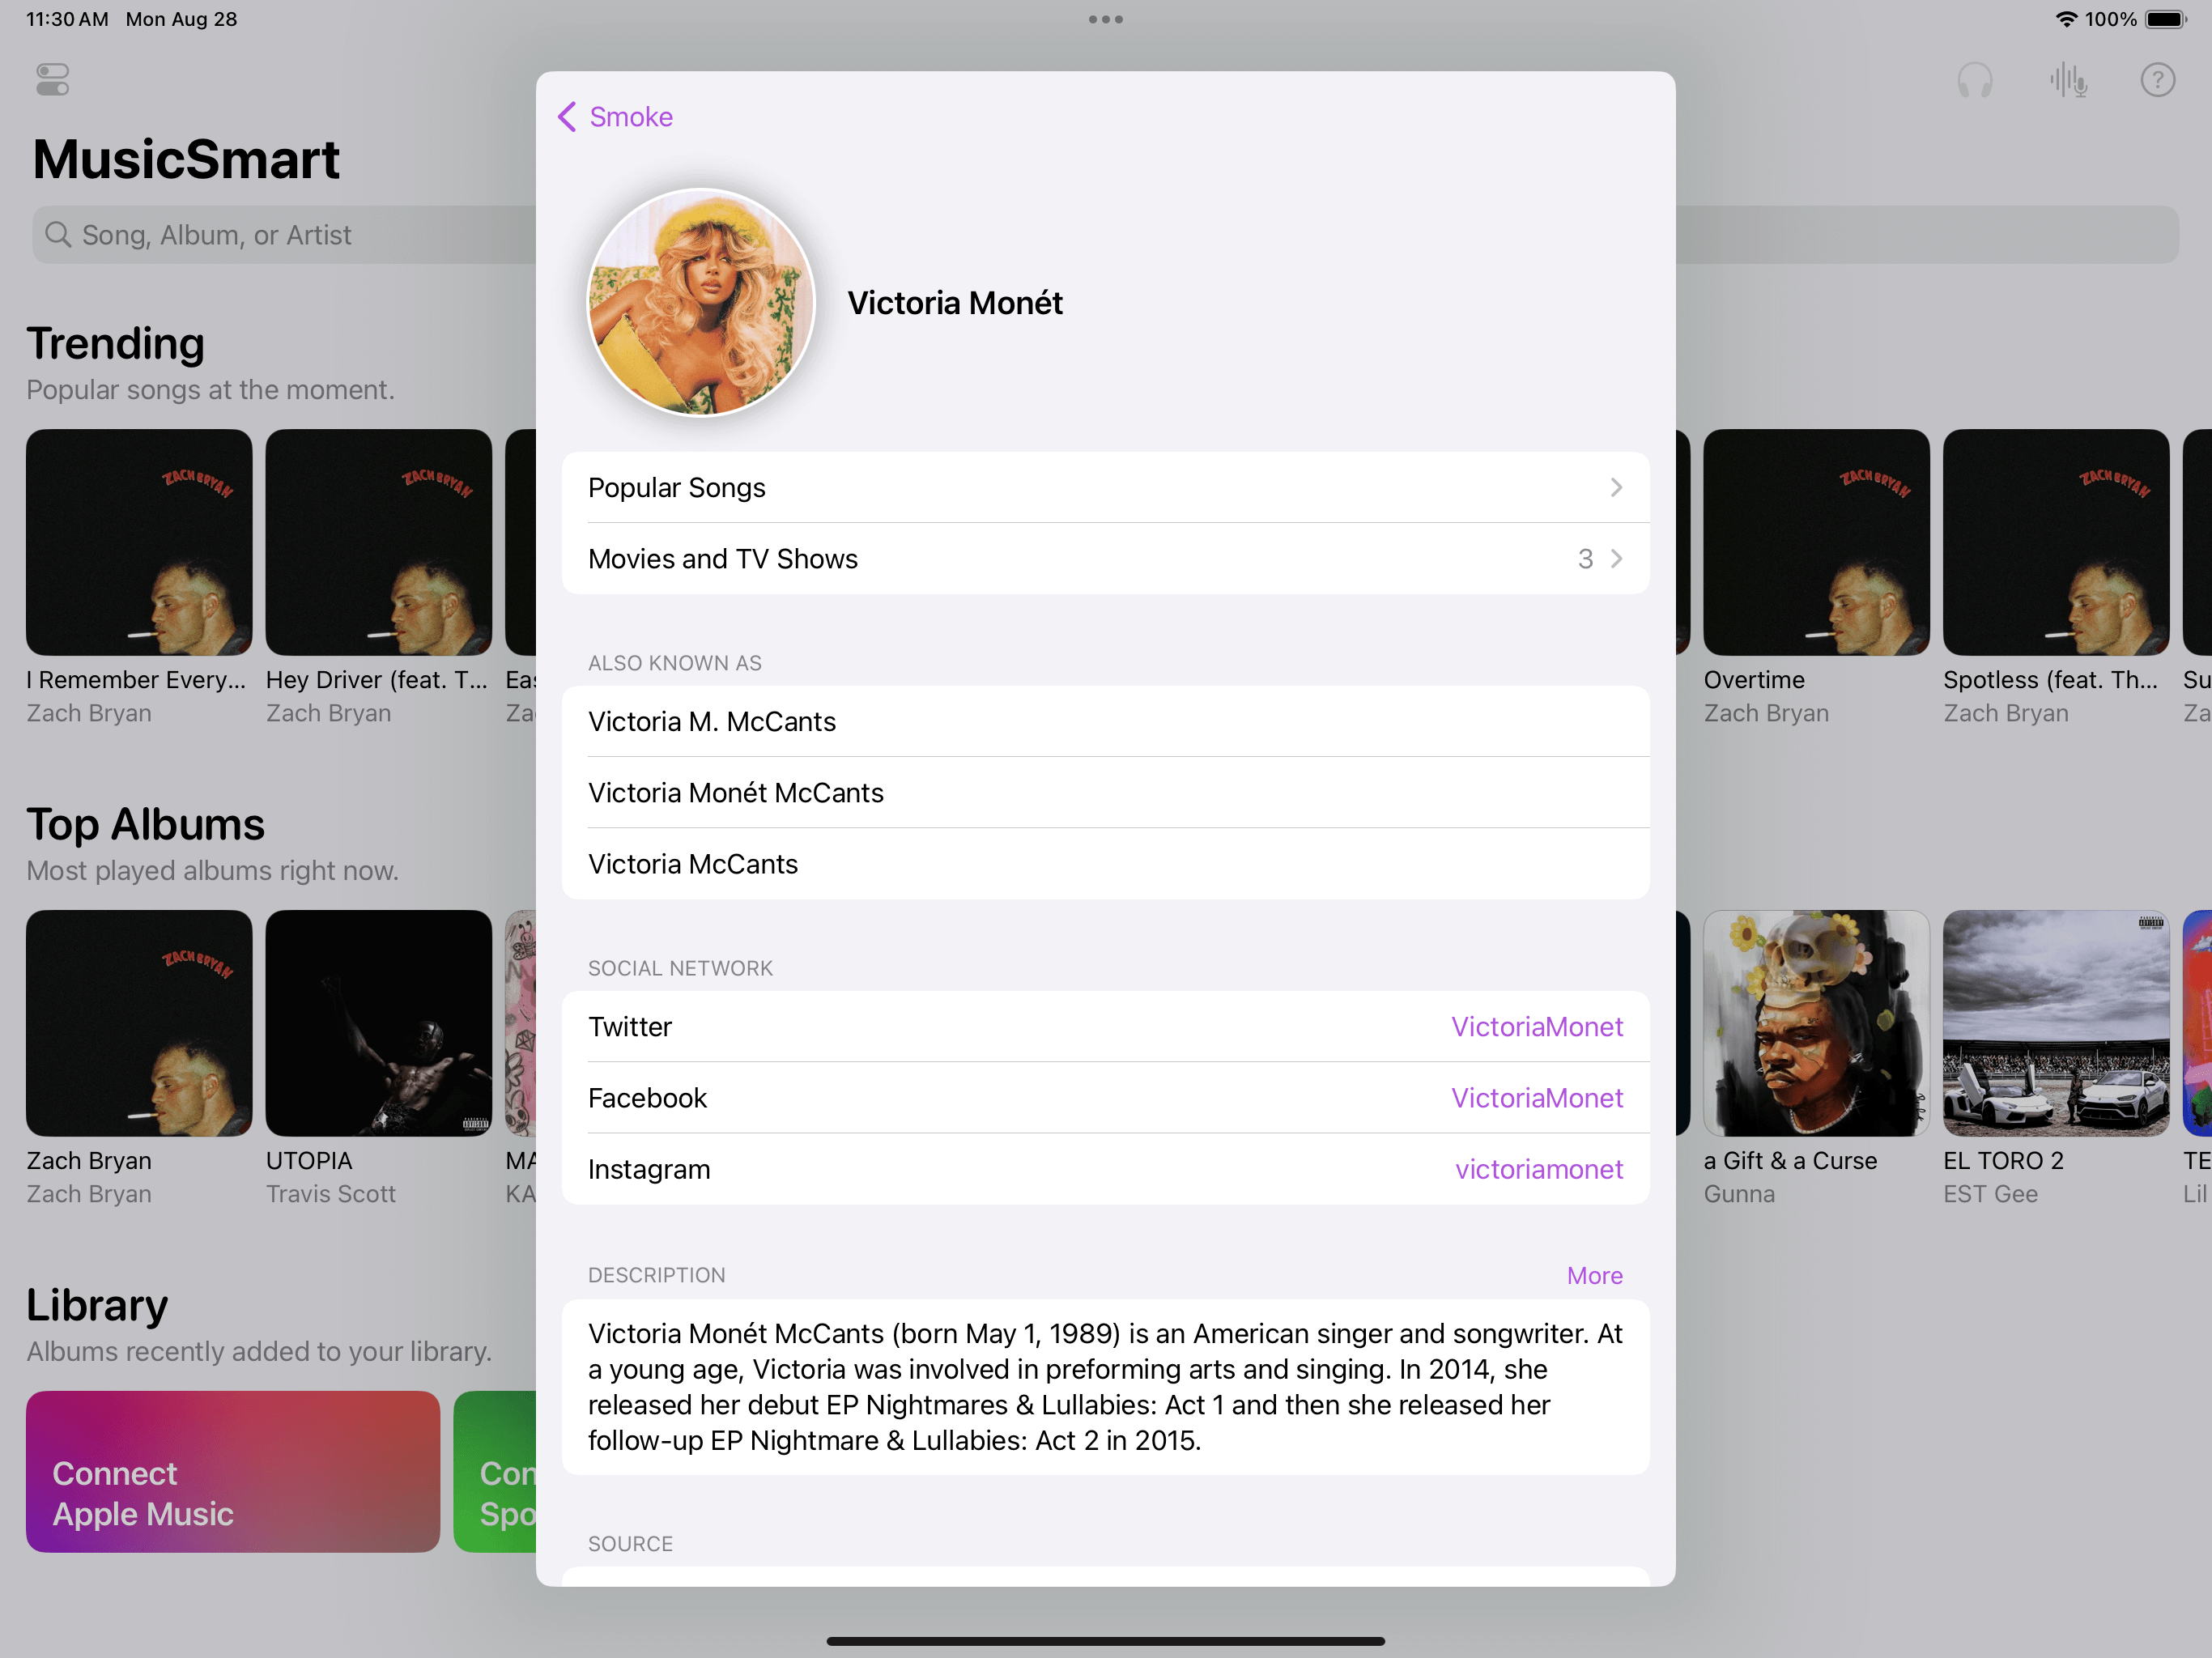 11:30 AM Mon Aug 28
100%
MusicSmart
Song, Album, or Artist
Trending
Popular songs at the moment.
ZACH BRYAN
ZACH BRYAN
ZACH BRYAN
ZACH BRYAN
I Remember Every...
Hey Driver (feat. T...
Eas
Overtime
Spotless (feat. Th...
Su
Zach Bryan
Zach Bryan
Za
Zach Bryan
Zach Bryan
Za
Top Albums
Most played albums right now.
ZACH BRYAN
Zach Bryan
UTOPIA
MA
a Gift & a Curse
EL TORO 2
TE
Zach Bryan
Travis Scott
KA
Gunna
EST Gee
Lil
Library
Albums recently added to your library.
Connect
Apple Music
Con
Spo
Smoke
Victoria Monét
Popular Songs
Movies and TV Shows 3
ALSO KNOWN AS
Victoria M. McCants
Victoria Monét McCants
Victoria McCants
SOCIAL NETWORK
Twitter VictoriaMonet
Facebook VictoriaMonet
Instagram victoriamonet
DESCRIPTION More
Victoria Monét McCants (born May 1, 1989) is an American singer and songwriter. At
a young age, Victoria was involved in preforming arts and singing. In 2014, she
released her debut EP Nightmares & Lullabies: Act 1 and then she released her
follow-up EP Nightmare & Lullabies: Act 2 in 2015.
SOURCE